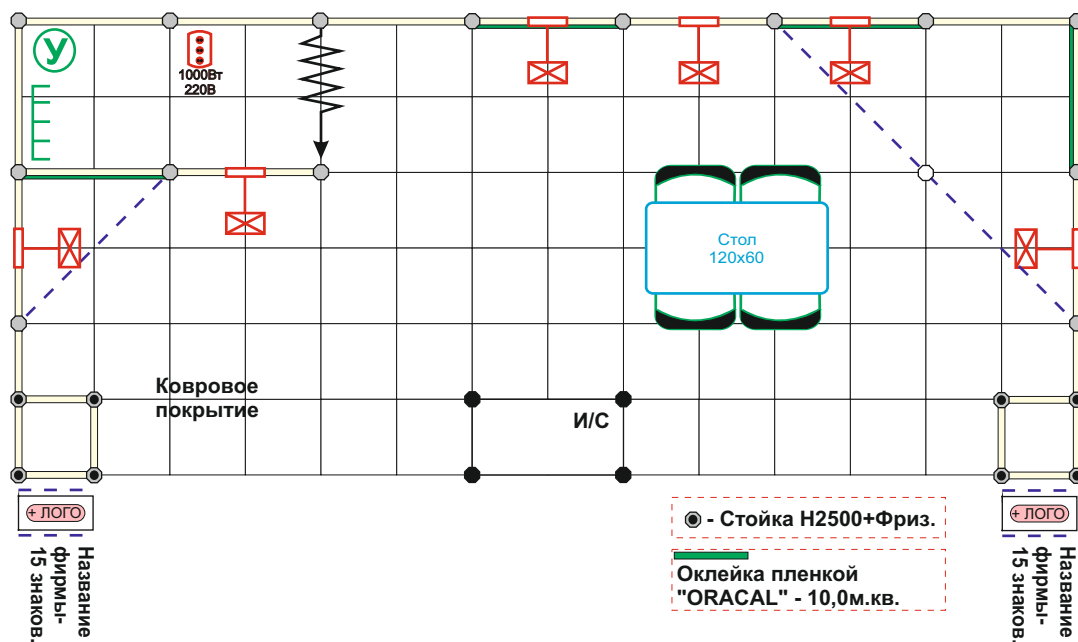 У
1000Вт
220В
Стол
120x60
Ковровое
покрытие
И/С
+ ЛОГО
Название
фирмы-
15 знаков.
- Стойка Н2500+Фриз.
Оклейка пленкой
"ORACAL" - 10,0м.кв.
+ ЛОГО
Название
фирмы-
15 знаков.